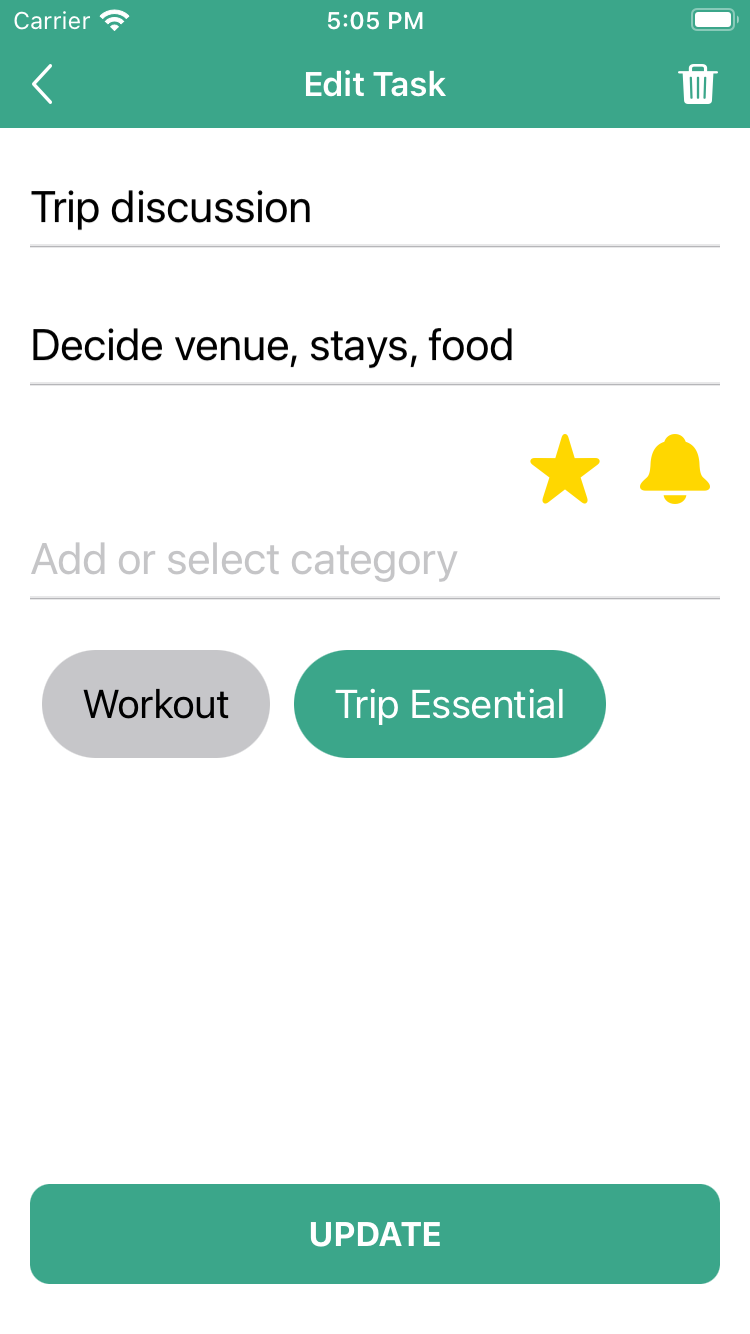 Carrier 5:05 PM
Edit Task
Trip discussion
Decide venue, stays, food
Add or select category
Workout Trip Essential
UPDATE